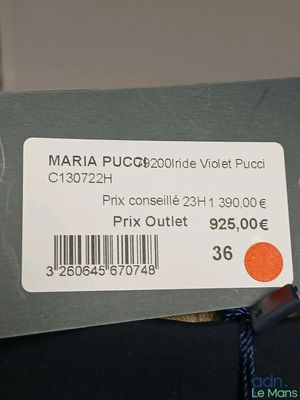 MARIA PUCCI 79200Iride Violet Pucci
C130722H
Prix conseillé 23H 1 390,00 €
Prix Outlet 925,00€
36
3 260645 670748
adn.
Le Mans